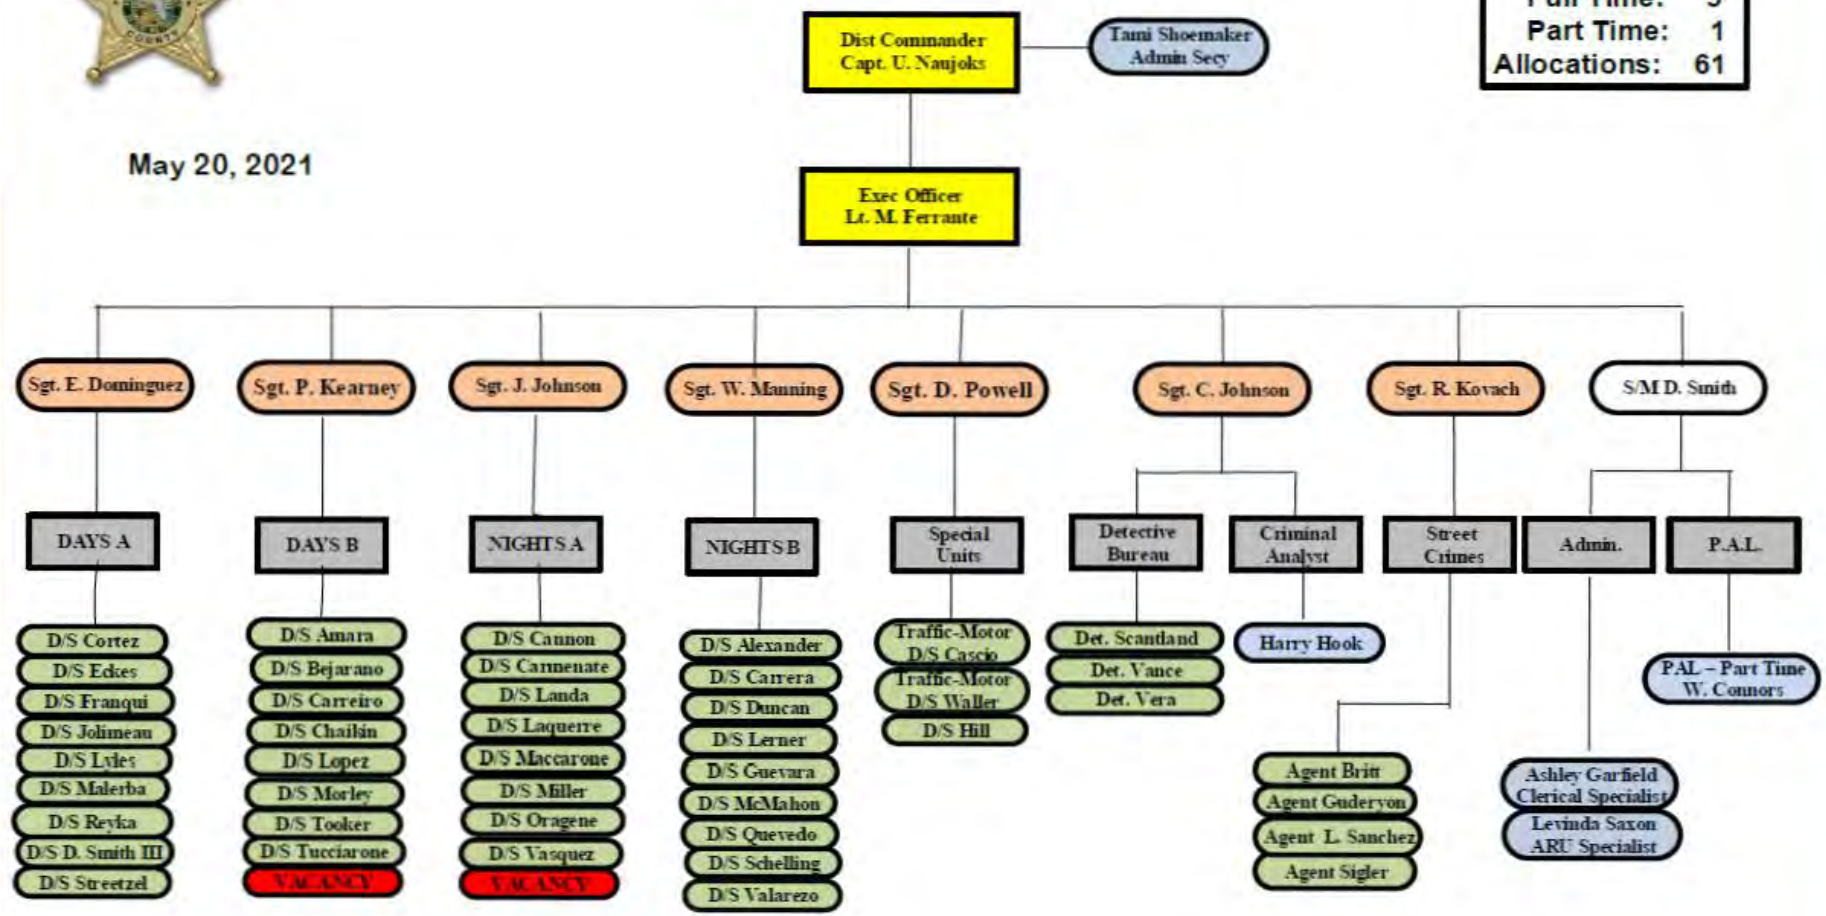 COUNTY
Full Time:
Part Time: 1
Allocations: 61
Dist Commander
Capt. U. Naujoks
Tami Shoemaker
Admin Secy
May 20, 2021
Exec Officer
Lt. M. Ferrante
Sgt. E. Dominguez
Sgt. P. Kearney
Sgt. J. Johnson
Sgt. W. Manning
Sgt. D. Powell
Sgt. C. Johnson
Sgt. R. Kovach
S/M D. Smith
DAYS A
DAYS B
NIGHTS A
NIGHTS B
Special
Units
Detective
Bureau
Criminal
Analyst
Street
Crimes
Admin.
P.A.L.
D/S Cortez
D/S Eckes
D/S Franqui
D/S Jolimeau
D/S Lyles
D/S Malerba
D/S Reyka
D/S D. Smith III
D/S Streetzel
D/S Amara
D/S Bejarano
D/S Carreiro
D/S Chailsin
D/S Lopez
D/S Morley
D/S Tooker
D/S Tucciarone
VACANCY
D/S Cannon
D/S Carmenate
D/S Landa
D/S Laquerre
D/S Maccarone
D/S Miller
D/S Oragene
D/S Vasquez
VACANCY
D/S Alexander
D/S Carrera
D/S Duncan
D/S Lerner
D/S Guevara
D/S McMahon
D/S Quevedo
D/S Schelling
D/S Valarezo
Traffic-Motor
D/S Cascio
Traffic-Motor
D/S Waller
D/S Hill
Det. Scantland
Det. Vance
Det. Vera
Harry Hook
Agent Britt
Agent Guderyon
Agent L. Sanchez
Agent Sigler
Ashley Garfield
Clerical Specialist
Levinda Saxon
ARU Specialist
PAL – Part Time
W. Connors